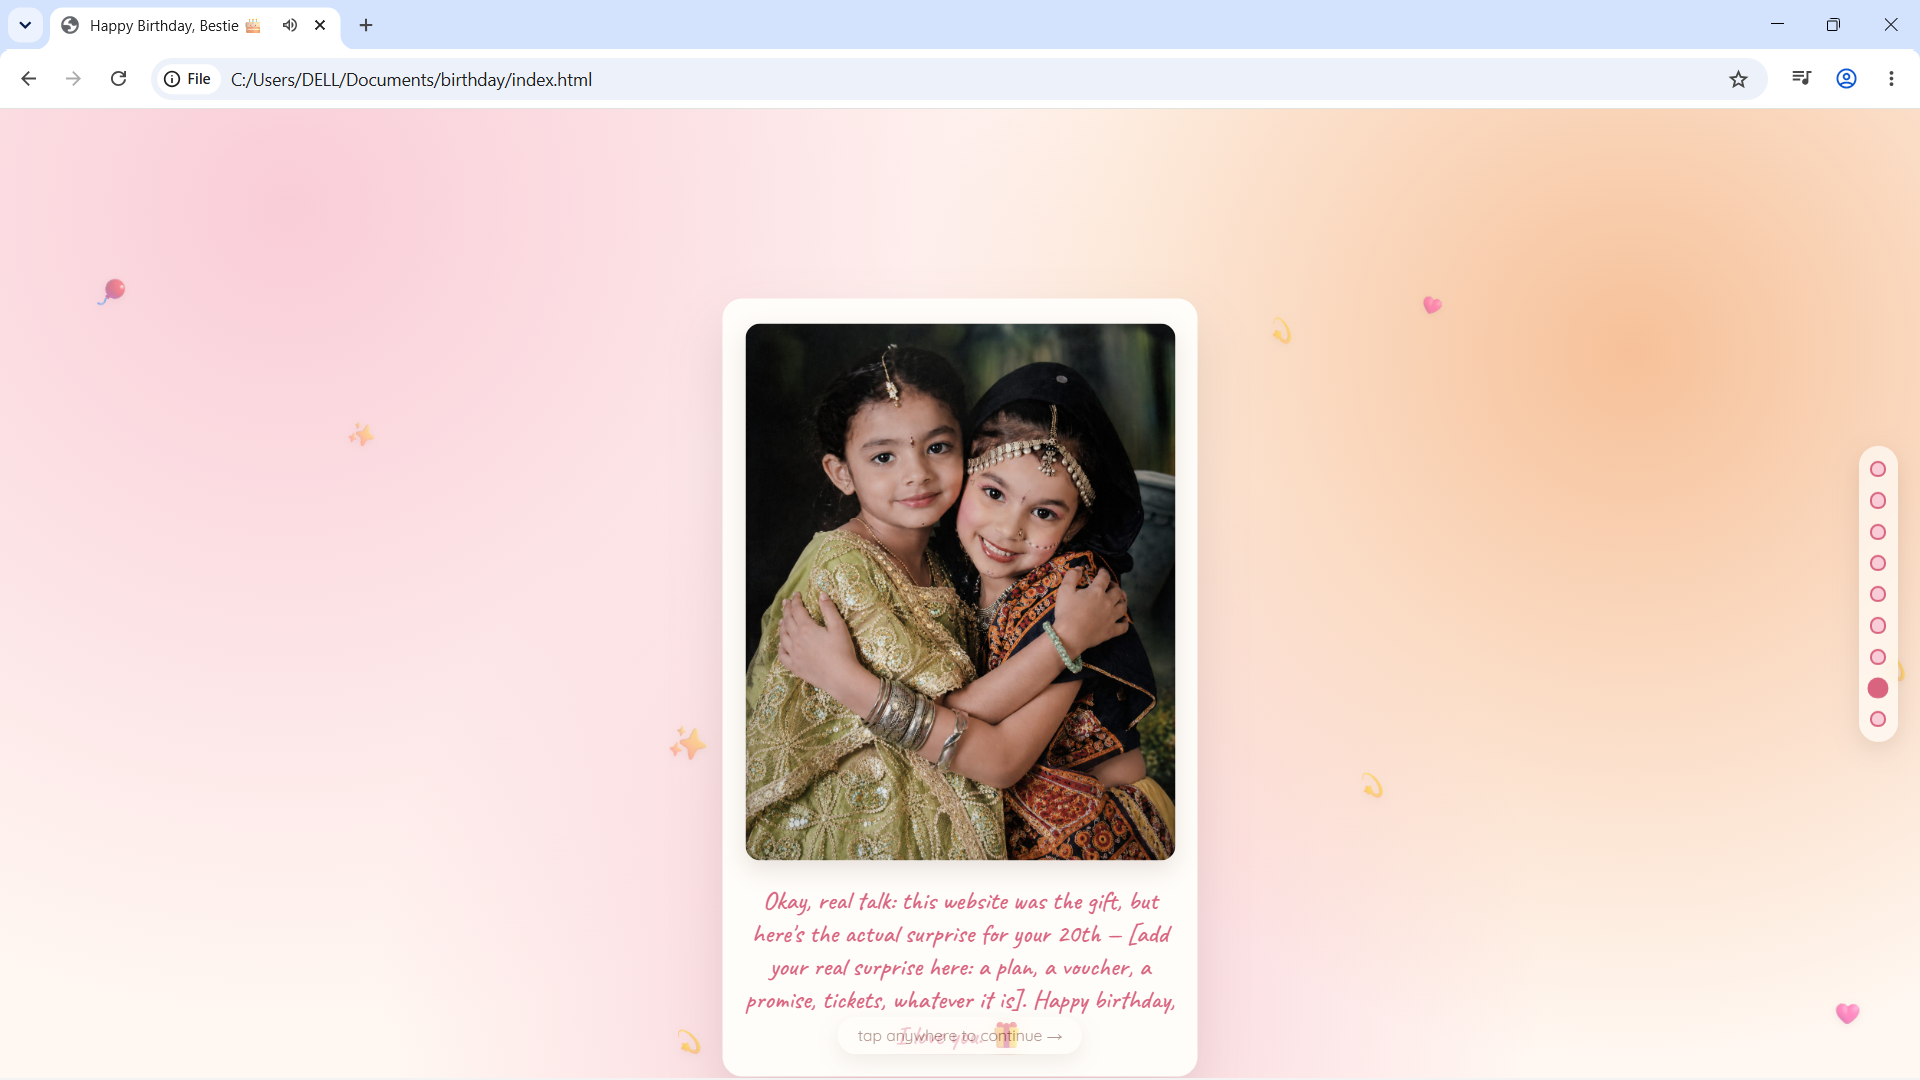 Happy Birthday, Bestie 🎂
File
C:/Users/DELL/Documents/birthday/index.html
Okay, real talk: this website was the gift, but
here's the actual surprise for your 20th — [add
your real surprise here: a plan, a voucher, a
promise, tickets, whatever it is]. Happy birthday,
I love you. 🎁
tap anywhere to continue →